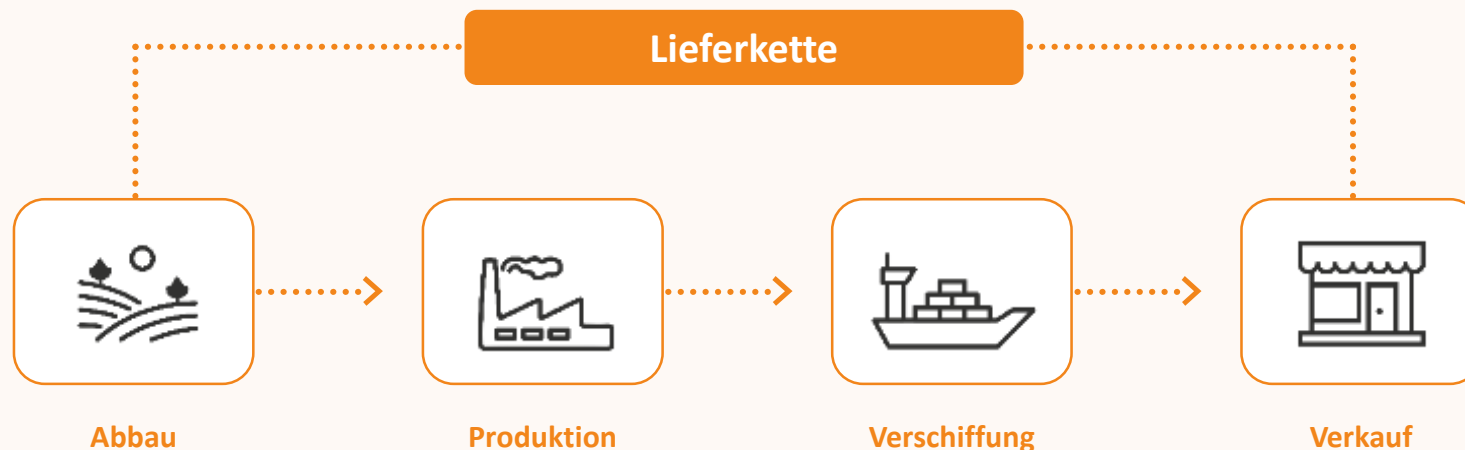 Lieferkette
Abbau
Produktion
Verschiffung
Verkauf